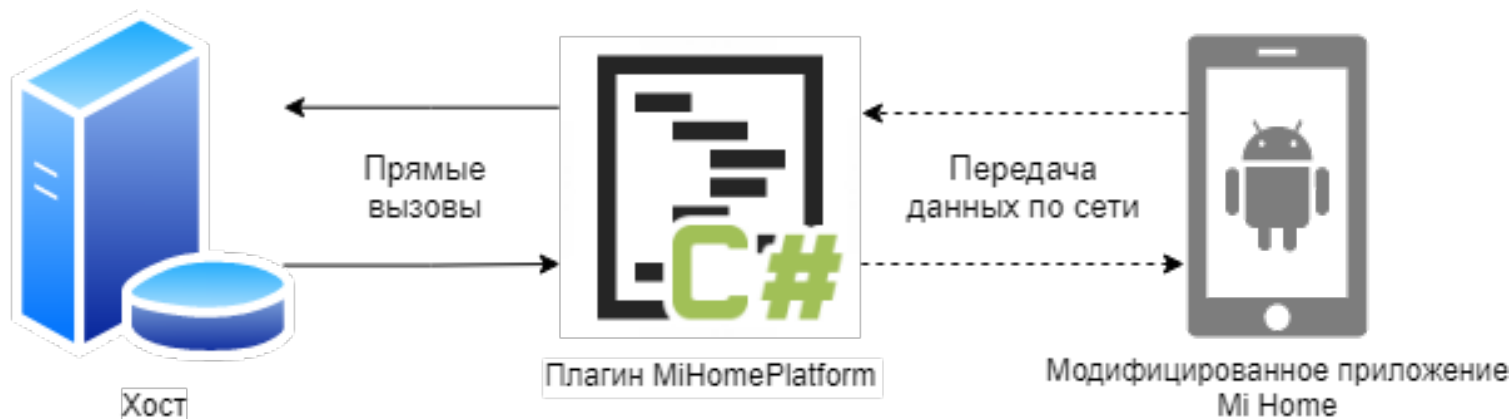 Прямые
вызовы
Передача
данных по сети
C#
Плагин MiHomePlatform
Хост
Модифицированное приложение
Mi Home